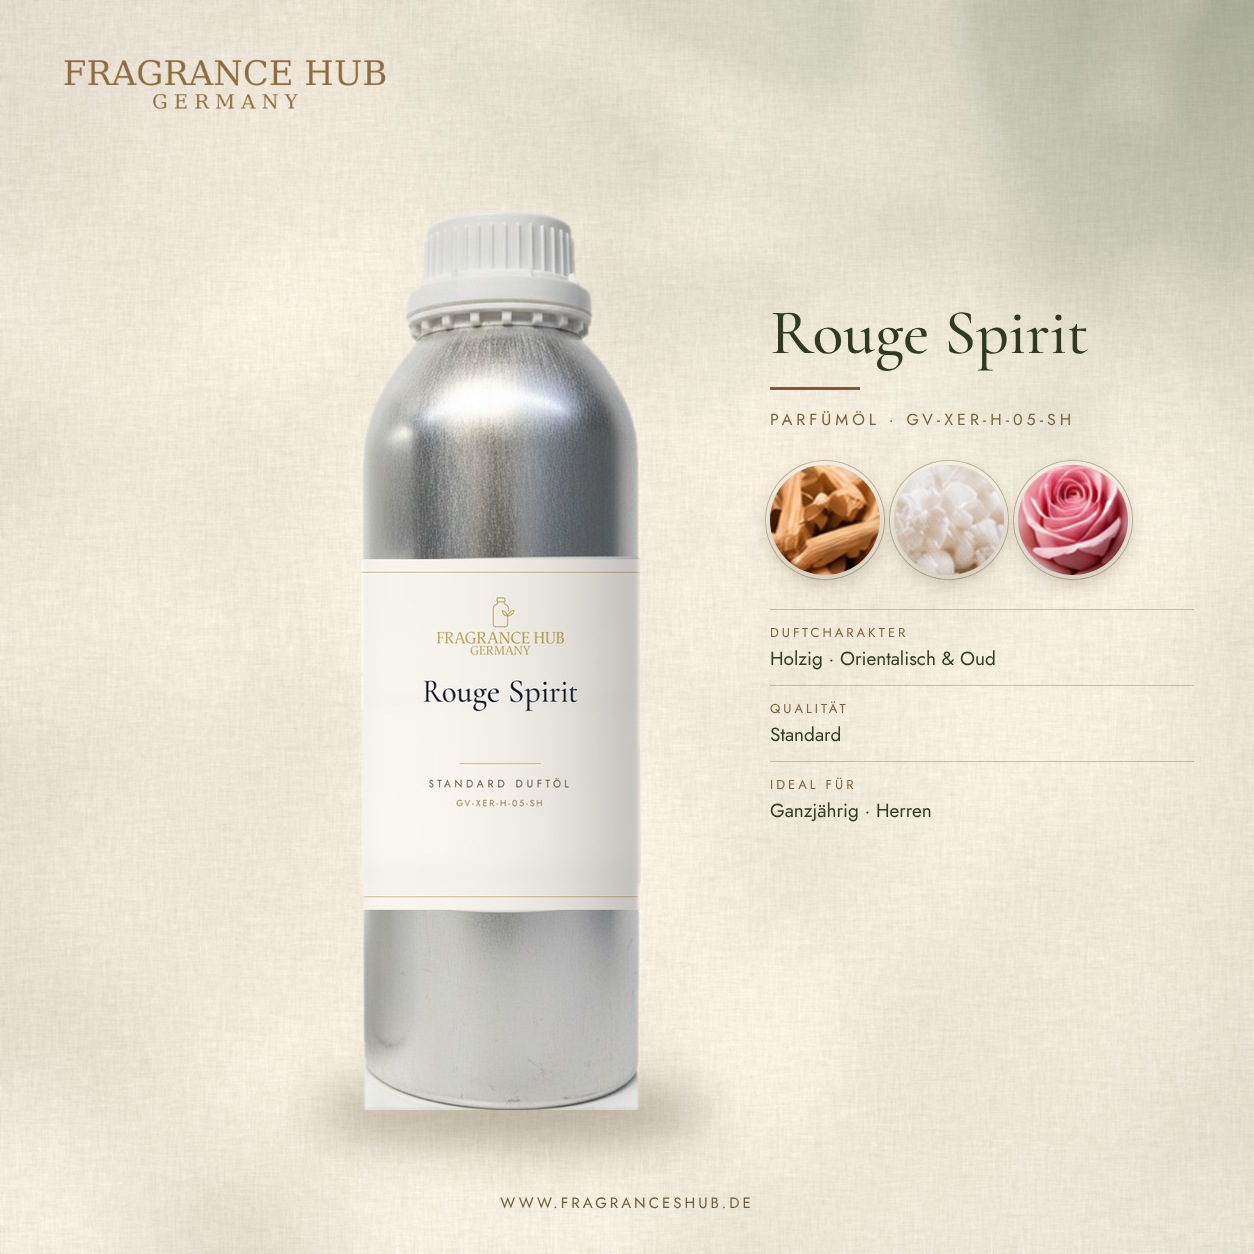 FRAGRANCE HUB
GERMANY
Rouge Spirit
PARFÜMÖL · GV-XER-H-05-SH
DUFTCHARAKTER
Holzig · Orientalisch & Oud
QUALITÄT
Standard
IDEAL FÜR
Ganzjährig · Herren
FRAGRANCE HUB
GERMANY
Rouge Spirit
STANDARD DUFTÖL
GV-XER-H-05-SH
WWW.FRAGRANCESHUB.DE